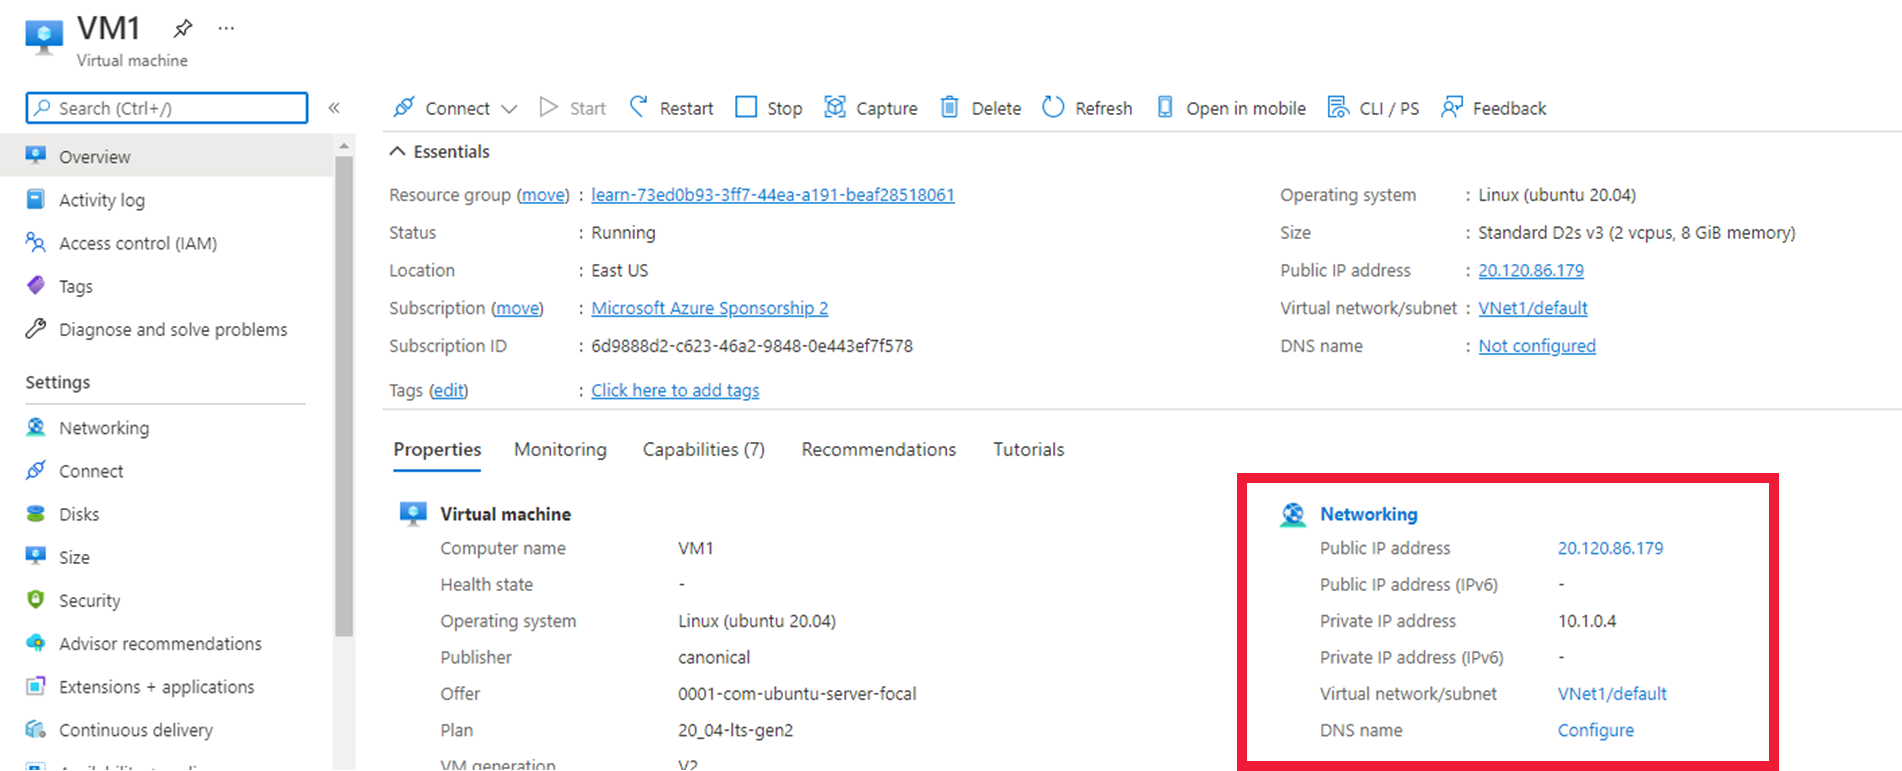 VM1
...
Virtual machine
Search (Ctrl+/)
«
Connect
Start
Restart
Stop
Capture
Delete
Refresh
Open in mobile
CLI / PS
Feedback
Overview
Activity log
Access control (IAM)
Tags
Diagnose and solve problems
Settings
Networking
Connect
Disks
Size
Security
Advisor recommendations
Extensions + applications
Continuous delivery
Essentials
Resource group (move) : learn-73ed0b93-3ff7-44ea-a191-beaf28518061
Status : Running
Location : East US
Subscription (move) : Microsoft Azure Sponsorship 2
Subscription ID : 6d9888d2-c623-46a2-9848-0e443ef7f578
Tags (edit) : Click here to add tags
Operating system : Linux (ubuntu 20.04)
Size : Standard D2s v3 (2 vcpus, 8 GiB memory)
Public IP address : 20.120.86.179
Virtual network/subnet : VNet1/default
DNS name : Not configured
Properties
Monitoring
Capabilities (7)
Recommendations
Tutorials
Virtual machine
Computer name VM1
Health state -
Operating system Linux (ubuntu 20.04)
Publisher canonical
Offer 0001-com-ubuntu-server-focal
Plan 20_04-lts-gen2
VM generation V2
Networking
Public IP address 20.120.86.179
Public IP address (IPv6) -
Private IP address 10.1.0.4
Private IP address (IPv6) -
Virtual network/subnet VNet1/default
DNS name Configure